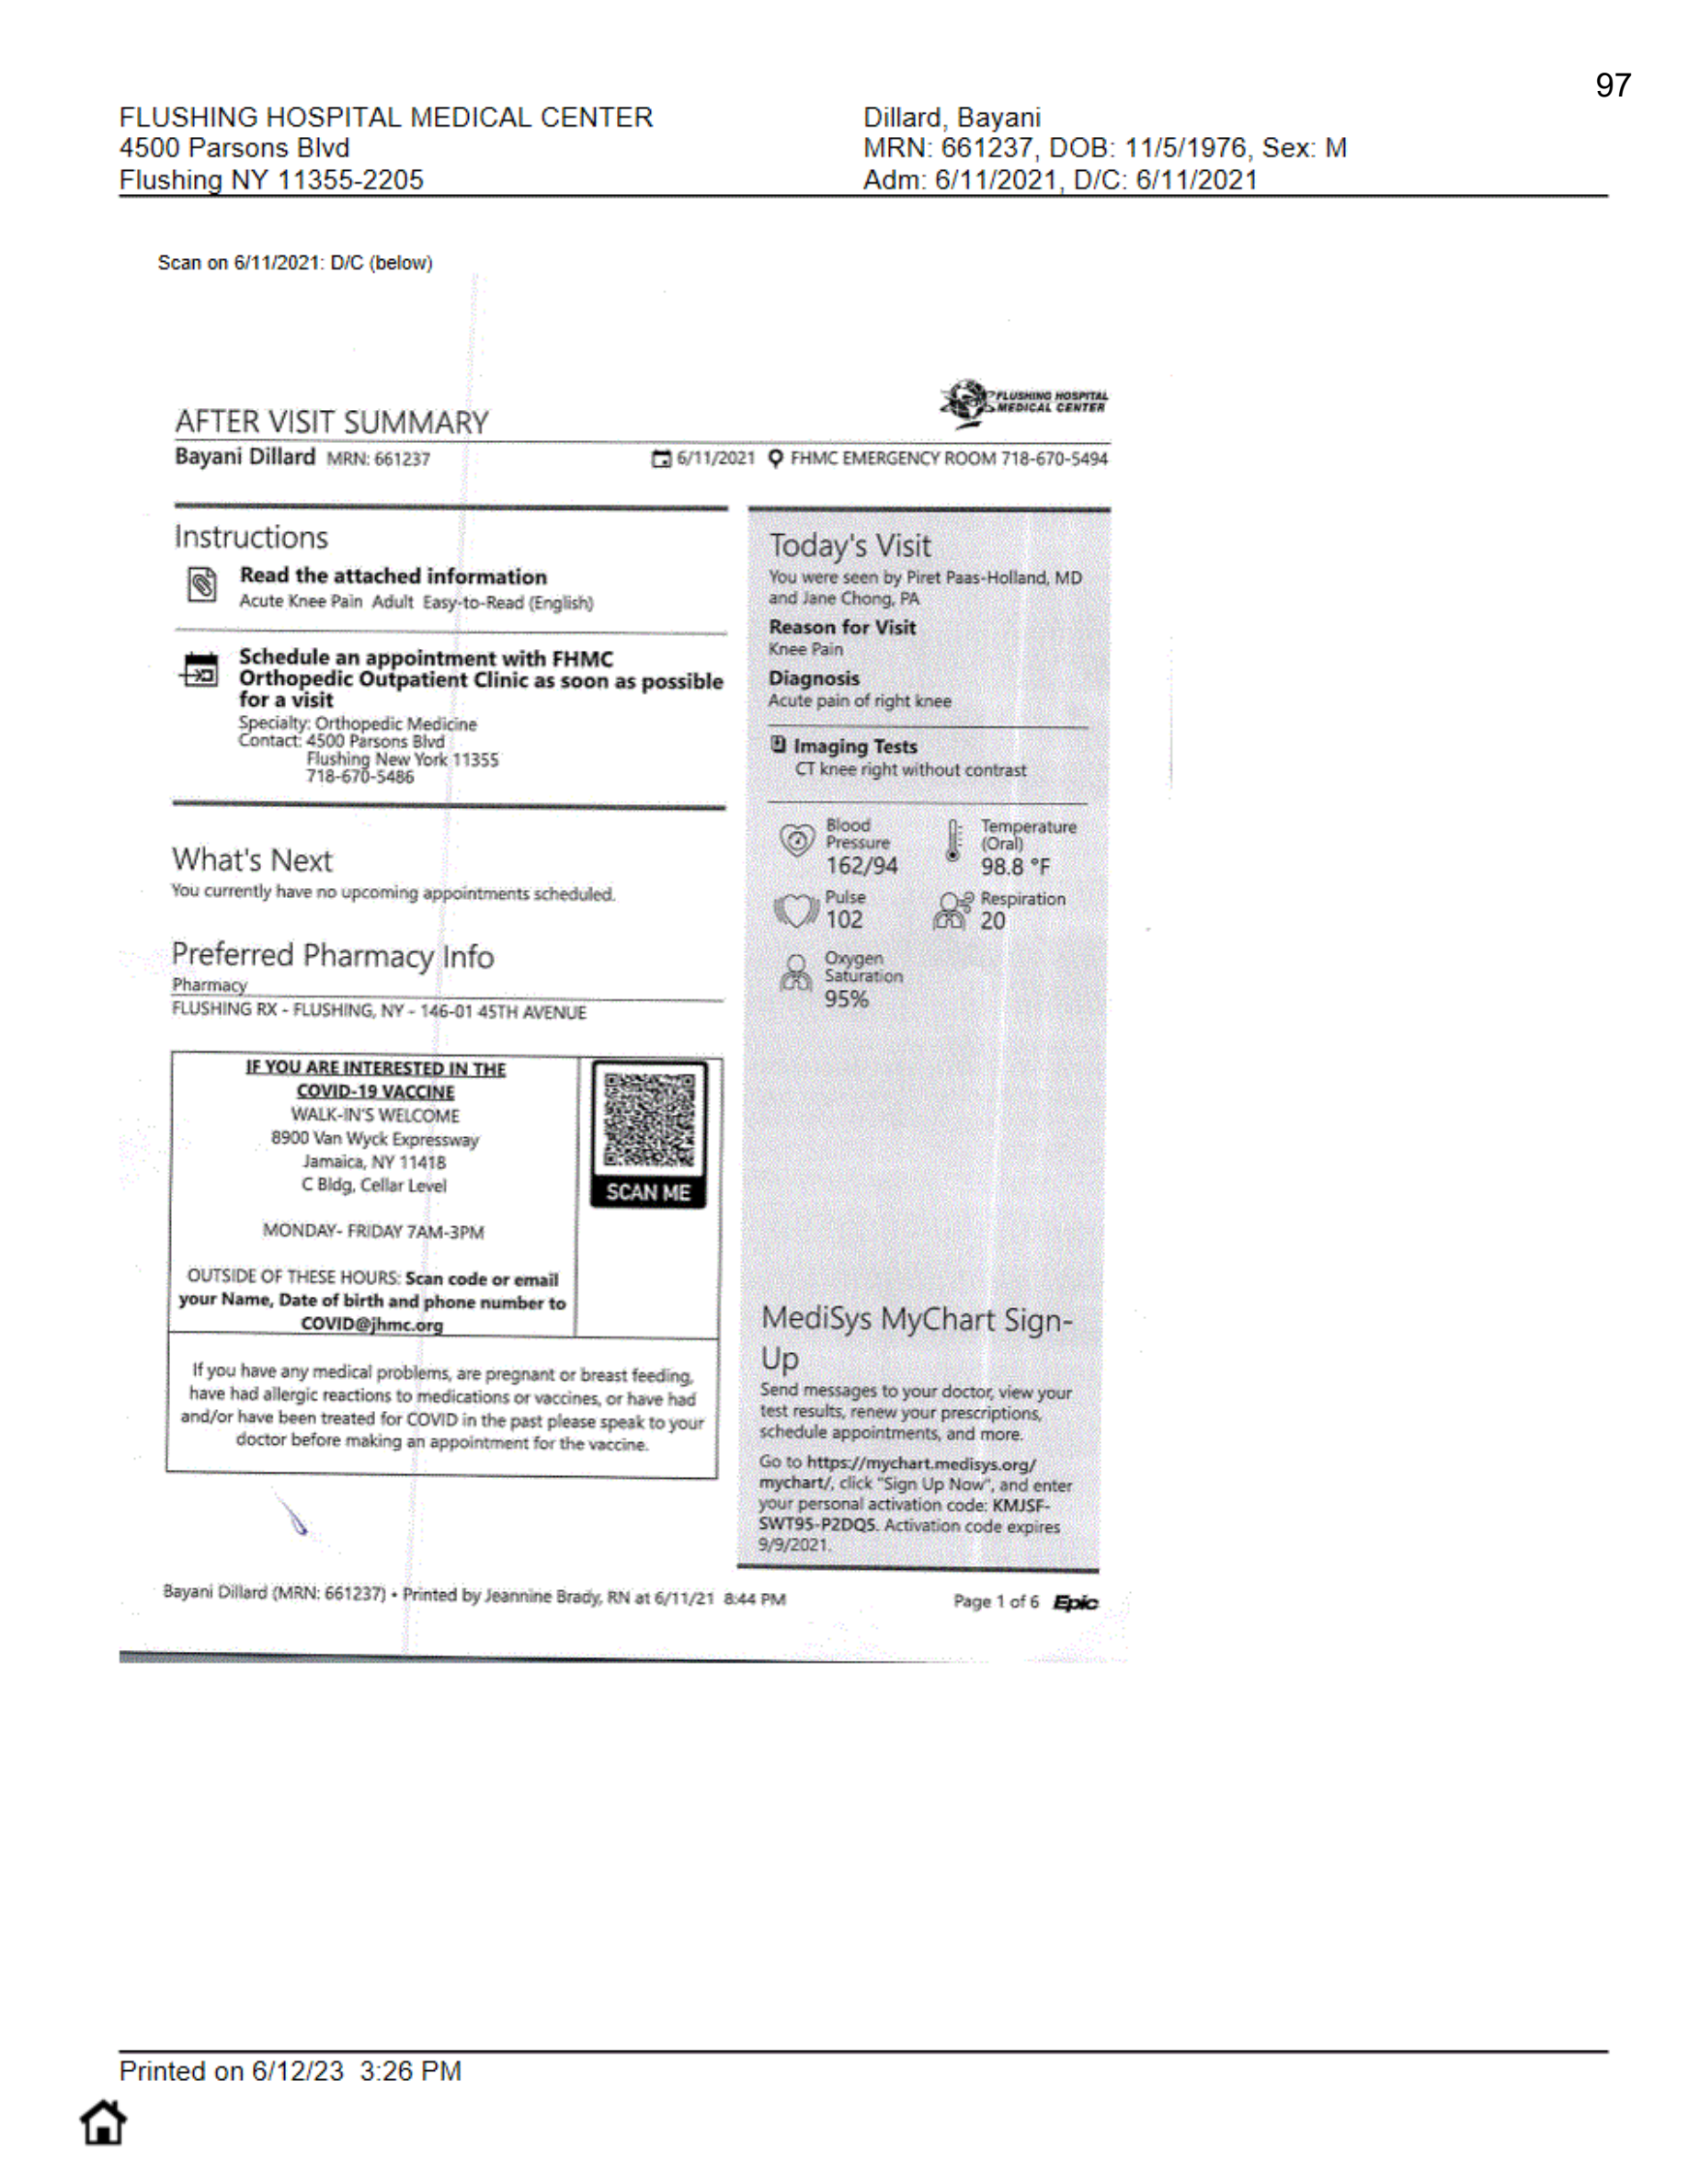 97
FLUSHING HOSPITAL MEDICAL CENTER
4500 Parsons Blvd
Flushing NY 11355-2205
Dillard, Bayani
MRN: 661237, DOB: 11/5/1976, Sex: M
Adm: 6/11/2021, D/C: 6/11/2021
Scan on 6/11/2021: D/C (below)
FLUSHING HOSPITAL
MEDICAL CENTER
AFTER VISIT SUMMARY
Bayani Dillard MRN: 661237
6/11/2021 FHMC EMERGENCY ROOM 718-670-5494
Instructions
Read the attached information
Acute Knee Pain Adult Easy-to-Read (English)
Schedule an appointment with FHMC
Orthopedic Outpatient Clinic as soon as possible
for a visit
Specialty: Orthopedic Medicine
Contact: 4500 Parsons Blvd
Flushing New York 11355
718-670-5486
What's Next
You currently have no upcoming appointments scheduled.
Preferred Pharmacy Info
Pharmacy
FLUSHING RX - FLUSHING, NY - 146-01 45TH AVENUE
IF YOU ARE INTERESTED IN THE
COVID-19 VACCINE
WALK-IN'S WELCOME
8900 Van Wyck Expressway
Jamaica, NY 11418
C Bldg, Cellar Level
MONDAY- FRIDAY 7AM-3PM
OUTSIDE OF THESE HOURS: Scan code or email
your Name, Date of birth and phone number to
COVID@jhmc.org
SCAN ME
If you have any medical problems, are pregnant or breast feeding,
have had allergic reactions to medications or vaccines, or have had
and/or have been treated for COVID in the past please speak to your
doctor before making an appointment for the vaccine.
Today's Visit
You were seen by Piret Paas-Holland, MD
and Jane Chong, PA
Reason for Visit
Knee Pain
Diagnosis
Acute pain of right knee
Imaging Tests
CT knee right without contrast
Blood
Pressure
162/94
Temperature
(Oral)
98.8 °F
Pulse
102
Respiration
20
Oxygen
Saturation
95%
MediSys MyChart Sign-
Up
Send messages to your doctor, view your
test results, renew your prescriptions,
schedule appointments, and more.
Go to https://mychart.medisys.org/
mychart/, click "Sign Up Now", and enter
your personal activation code: KMJSF-
SWT95-P2DQ5. Activation code expires
9/9/2021.
Bayani Dillard (MRN: 661237) • Printed by Jeannine Brady, RN at 6/11/21 8:44 PM
Page 1 of 6 Epic
Printed on 6/12/23 3:26 PM